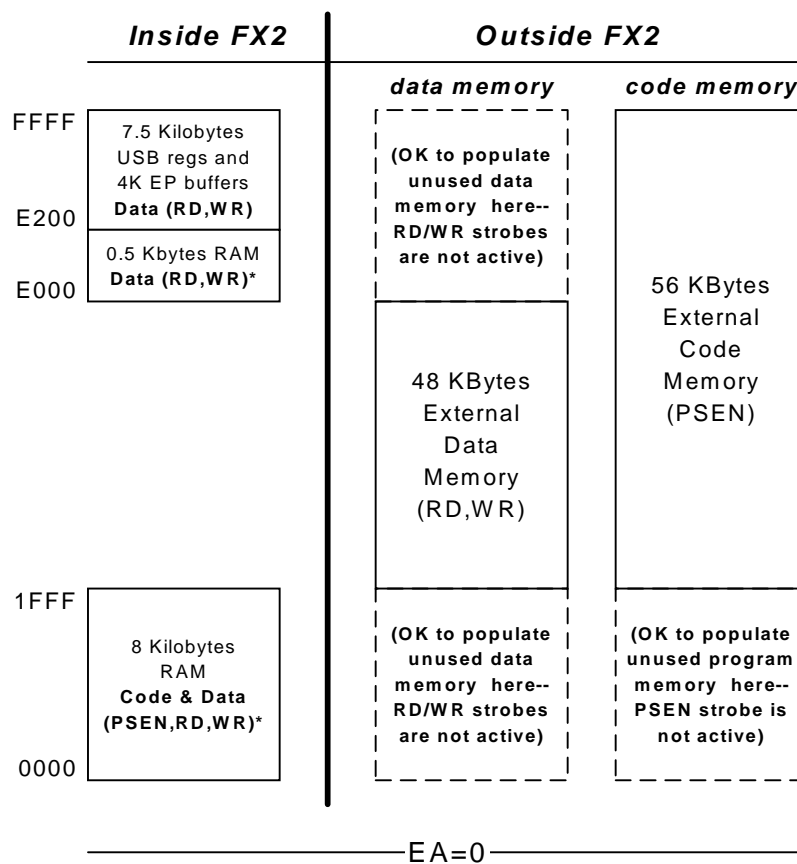 Inside FX2
Outside FX2
data memory
code memory
FFFF
7.5 Kilobytes
USB regs and
4K EP buffers
Data (RD,WR)
E200
0.5 Kbytes RAM
Data (RD,WR)*
E000
(OK to populate
unused data
memory here--
RD/WR strobes
are not active)
48 KBytes
External
Data
Memory
(RD,WR)
56 KBytes
External
Code
Memory
(PSEN)
1FFF
8 Kilobytes
RAM
Code & Data
(PSEN,RD,WR)*
0000
(OK to populate
unused data
memory here--
RD/WR strobes
are not active)
(OK to populate
unused program
memory here--
PSEN strobe is
not active)
EA=0